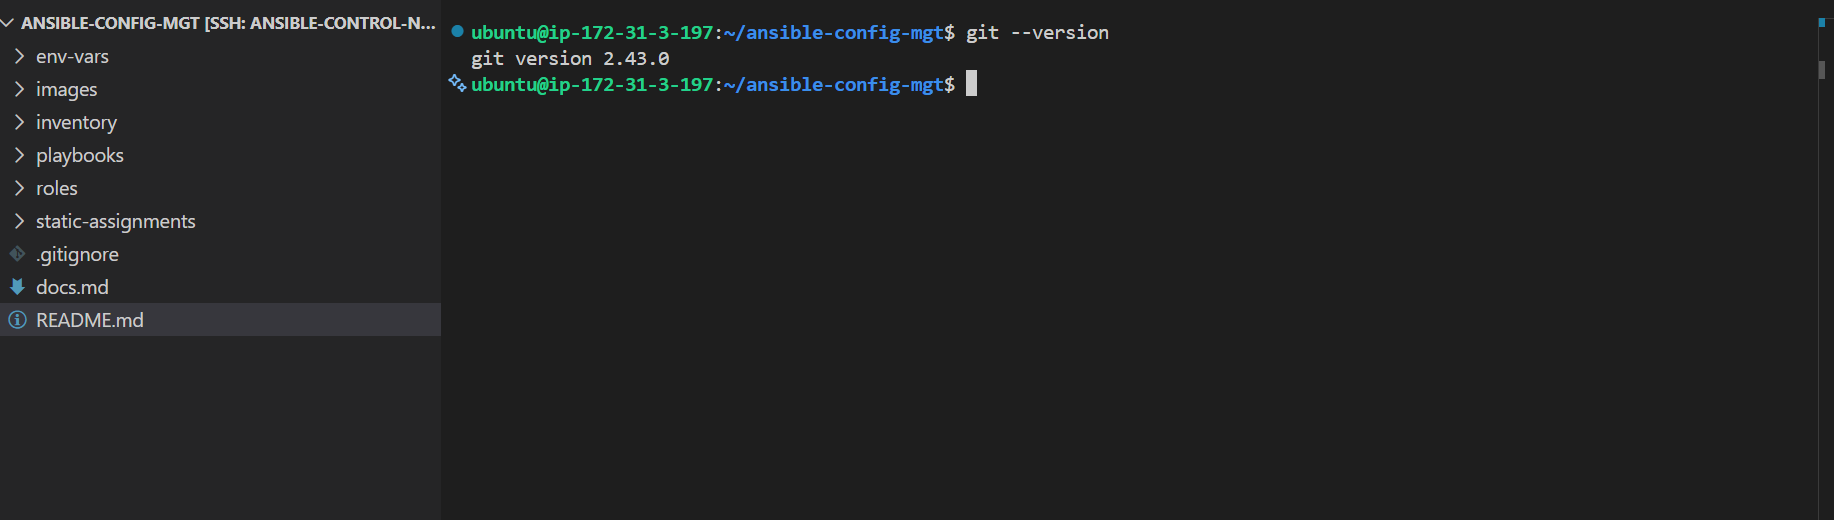 ANSIBLE-CONFIG-MGT [SSH: ANSIBLE-CONTROL-N...
env-vars
images
inventory
playbooks
roles
static-assignments
.gitignore
docs.md
README.md
ubuntu@ip-172-31-3-197:~/ansible-config-mgt$ git --version
git version 2.43.0
ubuntu@ip-172-31-3-197:~/ansible-config-mgt$